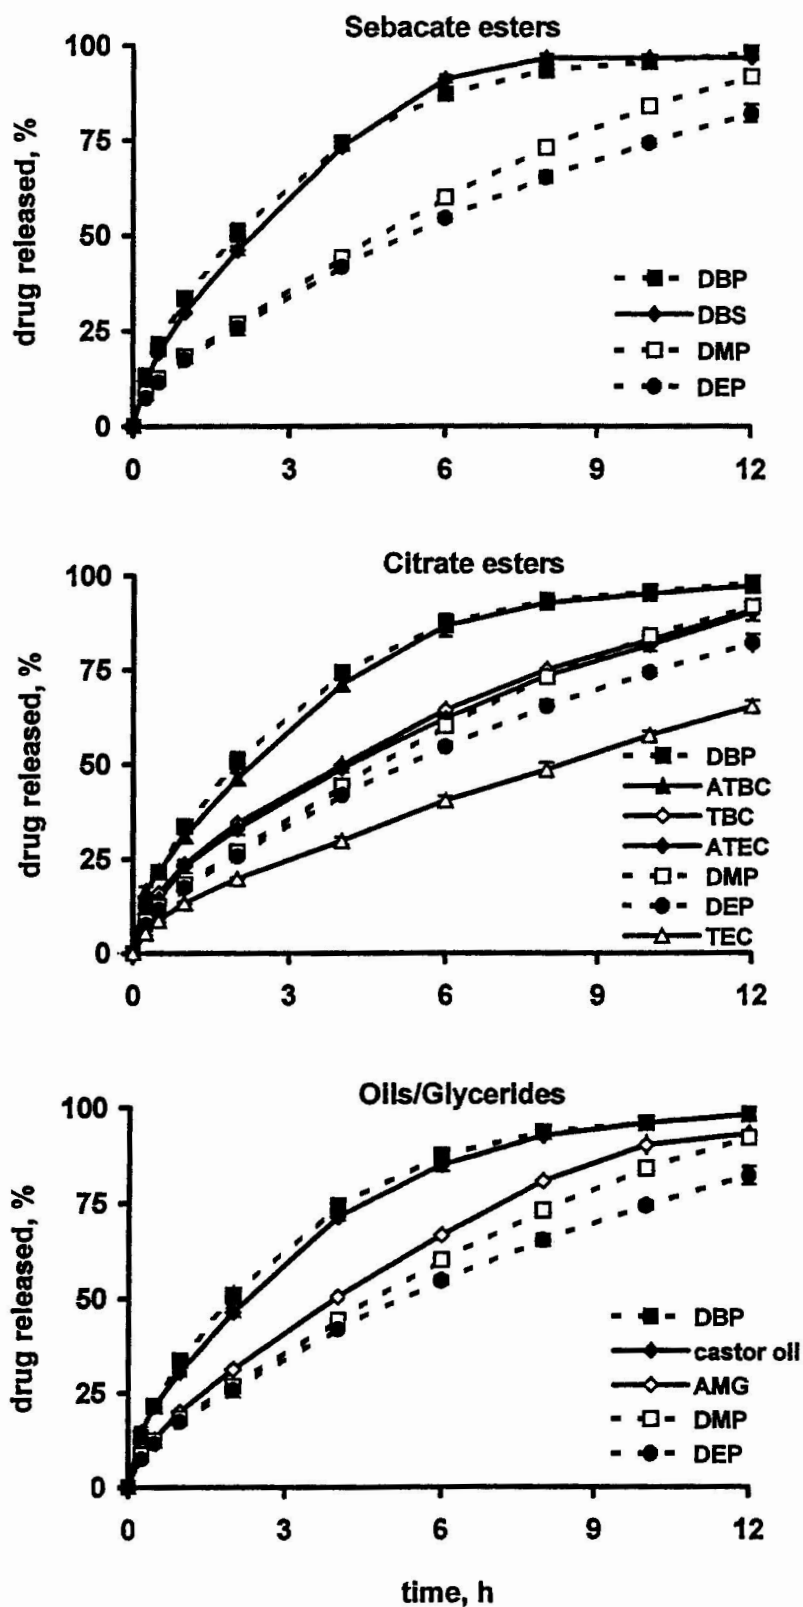 Sebacate esters
100
75
50
25
0
drug released, %
DBP
DBS
DMP
DEP
0 3 6 9 12
Citrate esters
100
75
50
25
0
drug released, %
DBP
ATBC
TBC
ATEC
DMP
DEP
TEC
0 3 6 9 12
Oils/Glycerides
100
75
50
25
0
drug released, %
DBP
castor oil
AMG
DMP
DEP
0 3 6 9 12
time, h